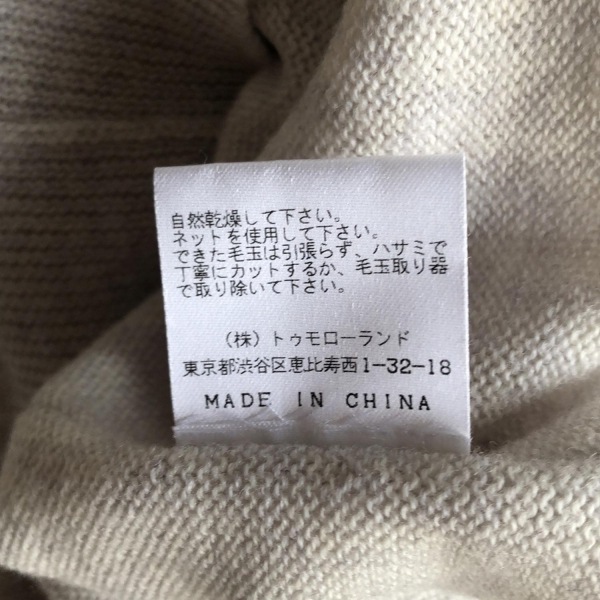 自然乾燥して下さい。
ネットを使用して下さい。
できた毛玉は引張らず、ハサミで
丁寧にカットするか、毛玉取り器
で取り除いて下さい。
（株）トゥモローランド
東京都渋谷区恵比寿西1-32-18
MADE IN CHINA